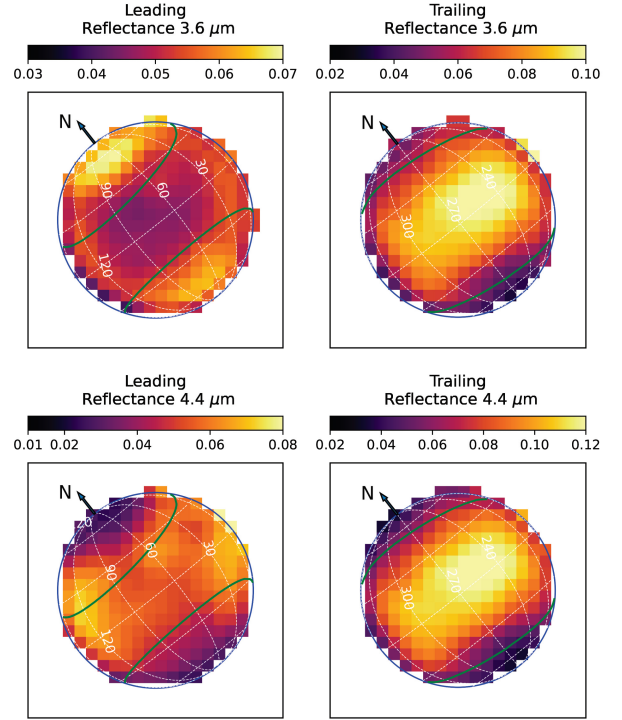 Leading
Reflectance 3.6 μm
0.03 0.04 0.05 0.06 0.07
N
30
60
90
120
Trailing
Reflectance 3.6 μm
0.02 0.04 0.06 0.08 0.10
N
240
270
300
Leading
Reflectance 4.4 μm
0.01 0.02 0.04 0.06 0.08
N
20
30
60
90
120
Trailing
Reflectance 4.4 μm
0.02 0.04 0.06 0.08 0.10 0.12
N
240
270
300